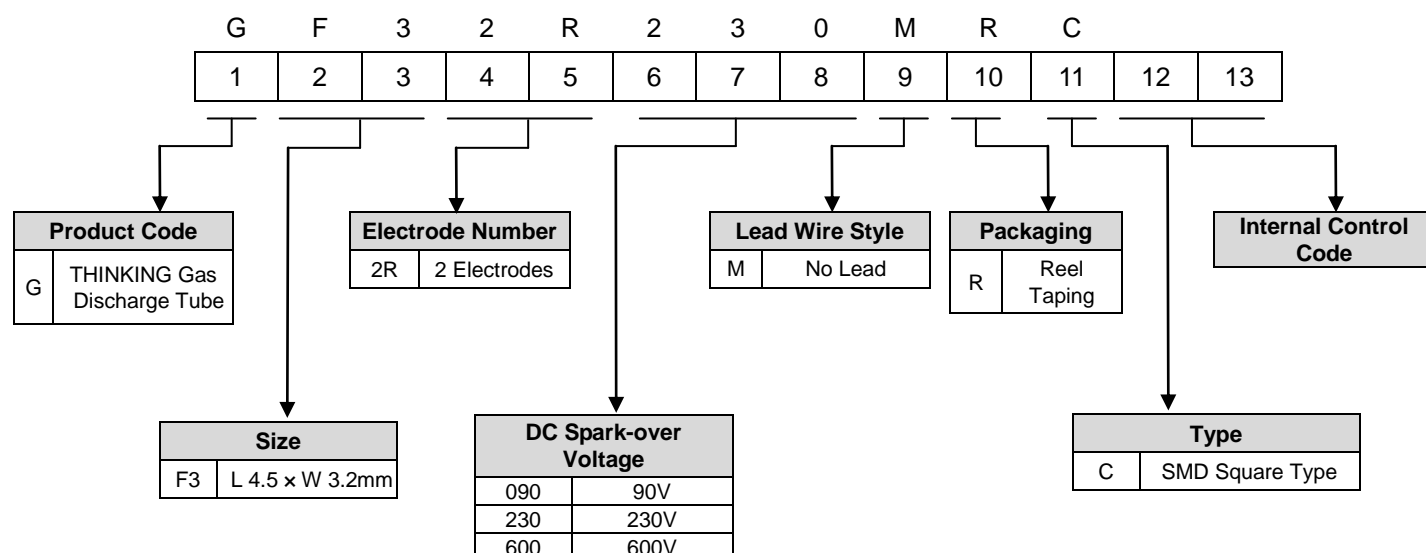 G F 3 2 R 2 3 0 M R C
1 2 3 4 5 6 7 8 9 10 11 12 13
Product Code
G THINKING Gas
Discharge Tube
Electrode Number
2R 2 Electrodes
Lead Wire Style
M No Lead
Packaging
R Reel
Taping
Internal Control
Code
Size
F3 L 4.5 × W 3.2mm
DC Spark-over
Voltage
090 90V
230 230V
600 600V
Type
C SMD Square Type